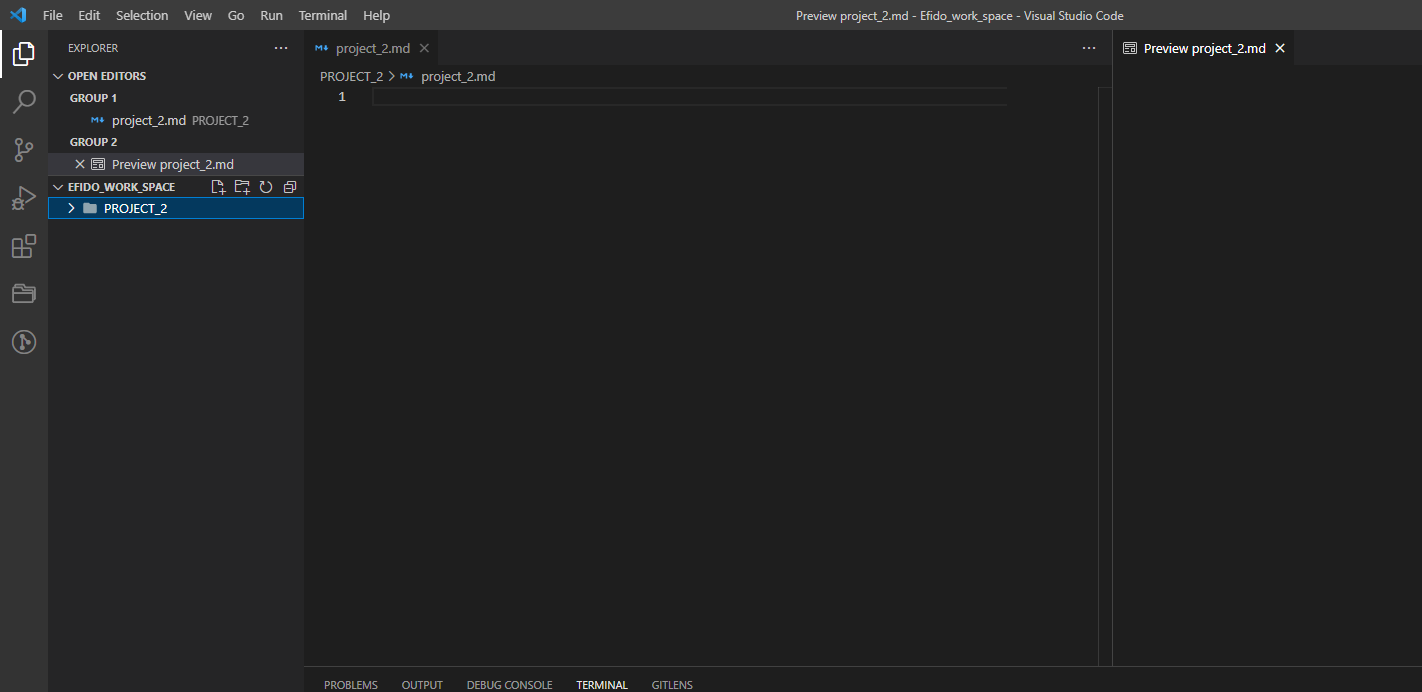 File Edit Selection View Go Run Terminal Help
Preview project_2.md - Efido_work_space - Visual Studio Code
EXPLORER
OPEN EDITORS
GROUP 1
project_2.md PROJECT_2
GROUP 2
Preview project_2.md
EFIDO_WORK_SPACE
PROJECT_2
project_2.md
PROJECT_2 > project_2.md
1
Preview project_2.md
PROBLEMS OUTPUT DEBUG CONSOLE TERMINAL GITLENS